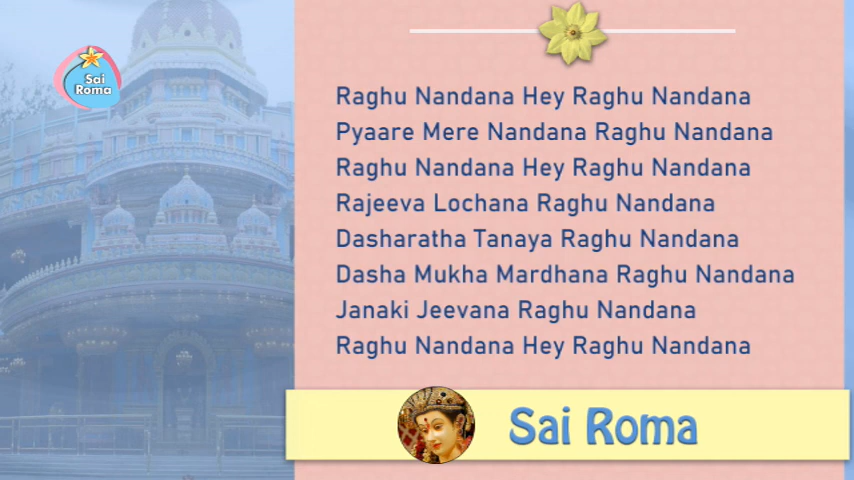 Sai
Roma
Raghu Nandana Hey Raghu Nandana
Pyaare Mere Nandana Raghu Nandana
Raghu Nandana Hey Raghu Nandana
Rajeeva Lochana Raghu Nandana
Dasharatha Tanaya Raghu Nandana
Dasha Mukha Mardhana Raghu Nandana
Janaki Jeevana Raghu Nandana
Raghu Nandana Hey Raghu Nandana
Sai Roma